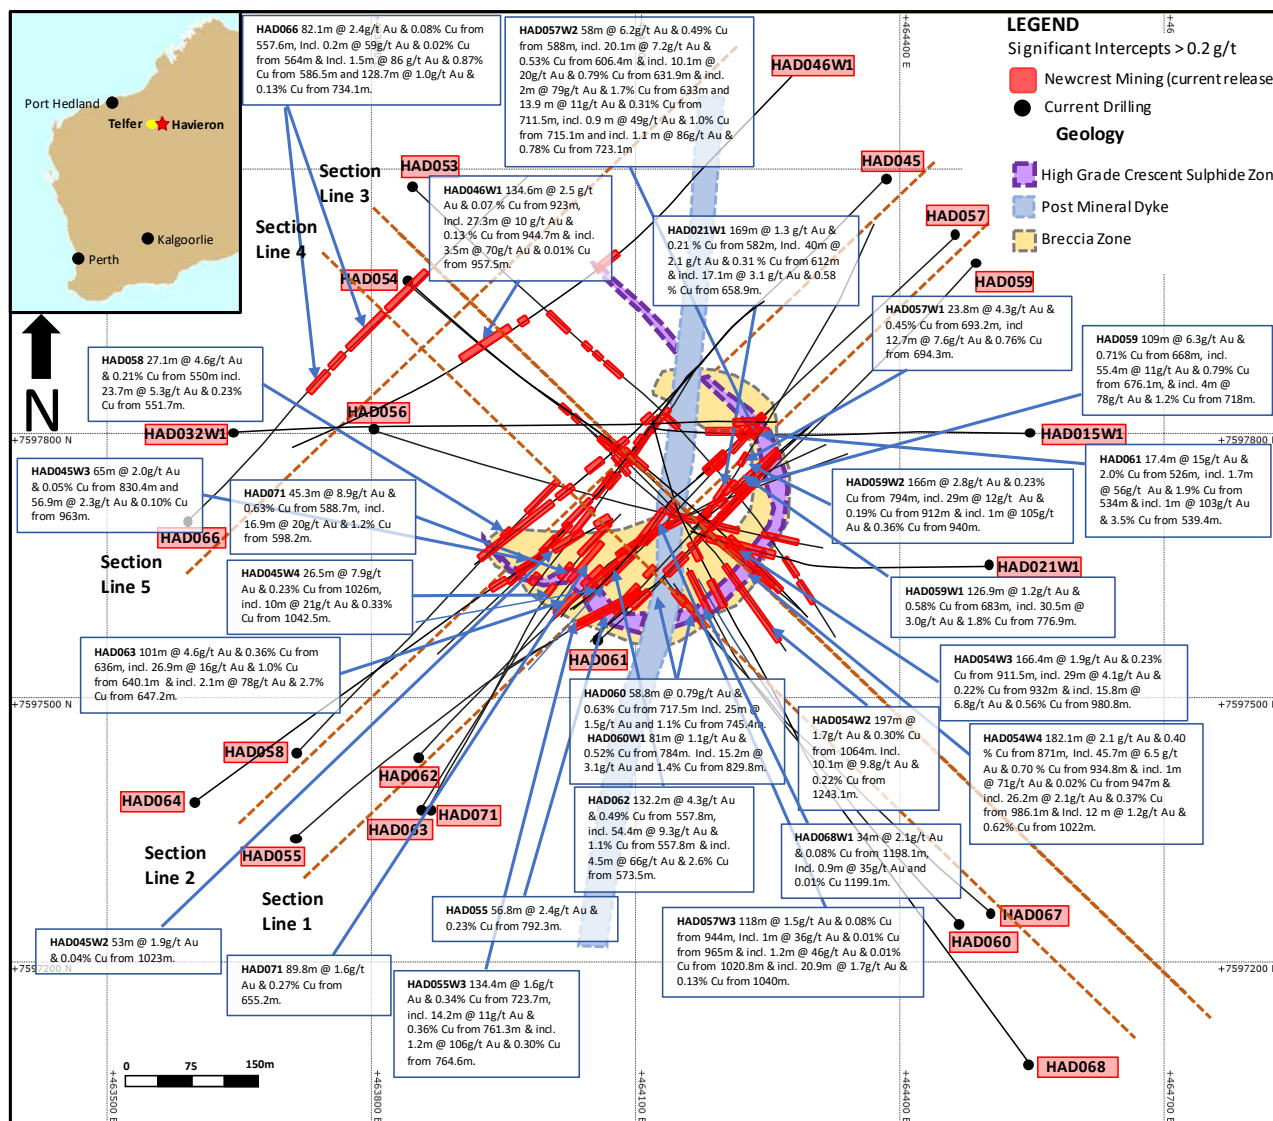 Port Hedland
Telfer
Havieron
Kalgoorlie
Perth
N
HAD066 82.1m @ 2.4g/t Au & 0.08% Cu from
557.6m, Incl. 0.2m @ 59g/t Au & 0.02% Cu
from 564m & Incl. 1.5m @ 86 g/t Au & 0.87%
Cu from 586.5m and 128.7m @ 1.0g/t Au &
0.13% Cu from 734.1m.
HAD057W2 58m @ 6.2g/t Au & 0.49% Cu
from 588m, incl. 20.1m @ 7.2g/t Au &
0.53% Cu from 606.4m & incl. 10.1m @
20g/t Au & 0.79% Cu from 631.9m & incl.
2m @ 79g/t Au & 1.7% Cu from 633m and
13.9 m @ 11g/t Au & 0.31% Cu from
711.5m, incl. 0.9 m @ 49g/t Au & 1.0% Cu
from 715.1m and incl. 1.1 m @ 86g/t Au &
0.78% Cu from 723.1m
LEGEND
Significant Intercepts > 0.2 g/t
Newcrest Mining (current release
Current Drilling
Geology
High Grade Crescent Sulphide Zon
Post Mineral Dyke
Breccia Zone
+464400 E
HAD046W1
HAD045
HAD053
HAD057
HAD059
HAD054
Section
Line 3
Section
Line 4
HAD046W1 134.6m @ 2.5 g/t
Au & 0.07 % Cu from 923m,
Incl. 27.3m @ 10 g/t Au &
0.13 % Cu from 944.7m & incl.
3.5m @ 70g/t Au & 0.01% Cu
from 957.5m.
HAD021W1 169m @ 1.3 g/t Au &
0.21 % Cu from 582m, Incl. 40m @
2.1 g/t Au & 0.31 % Cu from 612m
& incl. 17.1m @ 3.1 g/t Au & 0.58
% Cu from 658.9m.
+46
HAD057W1 23.8m @ 4.3g/t Au &
0.45% Cu from 693.2m, incl
12.7m @ 7.6g/t Au & 0.76% Cu
from 694.3m.
HAD059 109m @ 6.3g/t Au &
0.71% Cu from 668m, incl.
55.4m @ 11g/t Au & 0.79% Cu
from 676.1m, & incl. 4m @
78g/t Au & 1.2% Cu from 718m.
HAD058 27.1m @ 4.6g/t Au
& 0.21% Cu from 550m incl.
23.7m @ 5.3g/t Au & 0.23%
Cu from 551.7m.
HAD056
HAD032W1
+7597800 N
HAD015W1
+7597800 N
HAD061 17.4m @ 15g/t Au &
2.0% Cu from 526m, incl. 1.7m
@ 56g/t Au & 1.9% Cu from
534m & incl. 1m @ 103g/t Au
& 3.5% Cu from 539.4m.
HAD045W3 65m @ 2.0g/t Au
& 0.05% Cu from 830.4m and
56.9m @ 2.3g/t Au & 0.10% Cu
from 963m.
HAD071 45.3m @ 8.9g/t Au &
0.63% Cu from 588.7m, incl.
16.9m @ 20g/t Au & 1.2% Cu
from 598.2m.
HAD059W2 166m @ 2.8g/t Au & 0.23%
Cu from 794m, incl. 29m @ 12g/t Au &
0.19% Cu from 912m & incl. 1m @ 105g/t
Au & 0.36% Cu from 940m.
HAD066
Section
Line 5
HAD021W1
HAD045W4 26.5m @ 7.9g/t
Au & 0.23% Cu from 1026m,
incl. 10m @ 21g/t Au & 0.33%
Cu from 1042.5m.
HAD059W1 126.9m @ 1.2g/t Au &
0.58% Cu from 683m, incl. 30.5m @
3.0g/t Au & 1.8% Cu from 776.9m.
HAD063 101m @ 4.6g/t Au & 0.36% Cu from
636m, incl. 26.9m @ 16g/t Au & 1.0% Cu
from 640.1m & incl. 2.1m @ 78g/t Au & 2.7%
Cu from 647.2m.
HAD061
HAD054W3 166.4m @ 1.9g/t Au & 0.23%
Cu from 911.5m, incl. 29m @ 4.1g/t Au &
0.22% Cu from 932m & incl. 15.8m @
6.8g/t Au & 0.56% Cu from 980.8m.
+7597500 N
+7597500 N
HAD060 58.8m @ 0.79g/t Au &
0.63% Cu from 717.5m Incl. 25m @
1.5g/t Au and 1.1% Cu from 745.4m.
HAD060W1 81m @ 1.1g/t Au &
0.52% Cu from 784m. Incl. 15.2m @
3.1g/t Au and 1.4% Cu from 829.8m.
HAD054W2 197m @
1.7g/t Au & 0.30% Cu
from 1064m. Incl.
10.1m @ 9.8g/t Au &
0.22% Cu from
1243.1m.
HAD054W4 182.1m @ 2.1 g/t Au & 0.40
% Cu from 871m, Incl. 45.7m @ 6.5 g/t
Au & 0.70 % Cu from 934.8m & incl. 1m
@ 71g/t Au & 0.02% Cu from 947m &
incl. 26.2m @ 2.1g/t Au & 0.37% Cu
from 986.1m & Incl. 12 m @ 1.2g/t Au &
0.62% Cu from 1022m.
HAD058
HAD062
HAD064
HAD071
HAD063
HAD055
HAD062 132.2m @ 4.3g/t Au
& 0.49% Cu from 557.8m,
incl. 54.4m @ 9.3g/t Au &
1.1% Cu from 557.8m & incl.
4.5m @ 66g/t Au & 2.6% Cu
from 573.5m.
HAD068W1 34m @ 2.1g/t Au
& 0.08% Cu from 1198.1m,
Incl. 0.9m @ 35g/t Au and
0.01% Cu 1199.1m.
Section
Line 2
Section
Line 1
HAD055 56.8m @ 2.4g/t Au &
0.23% Cu from 792.3m.
HAD057W3 118m @ 1.5g/t Au & 0.08% Cu
from 944m, Incl. 1m @ 36g/t Au & 0.01% Cu
from 965m & incl. 1.2m @ 46g/t Au & 0.01%
Cu from 1020.8m & incl. 20.9m @ 1.7g/t Au &
0.13% Cu from 1040m.
HAD067
HAD060
HAD045W2 53m @ 1.9g/t Au
& 0.04% Cu from 1023m.
+7597200 N
+7597200 N
HAD071 89.8m @ 1.6g/t
Au & 0.27% Cu from
655.2m.
HAD055W3 134.4m @ 1.6g/t
Au & 0.34% Cu from 723.7m,
incl. 14.2m @ 11g/t Au &
0.36% Cu from 761.3m & incl.
1.2m @ 106g/t Au & 0.30% Cu
from 764.6m.
HAD068
0 75 150m
+463500 E
+463800 E
+464100 E
+464400 E
+464700 E